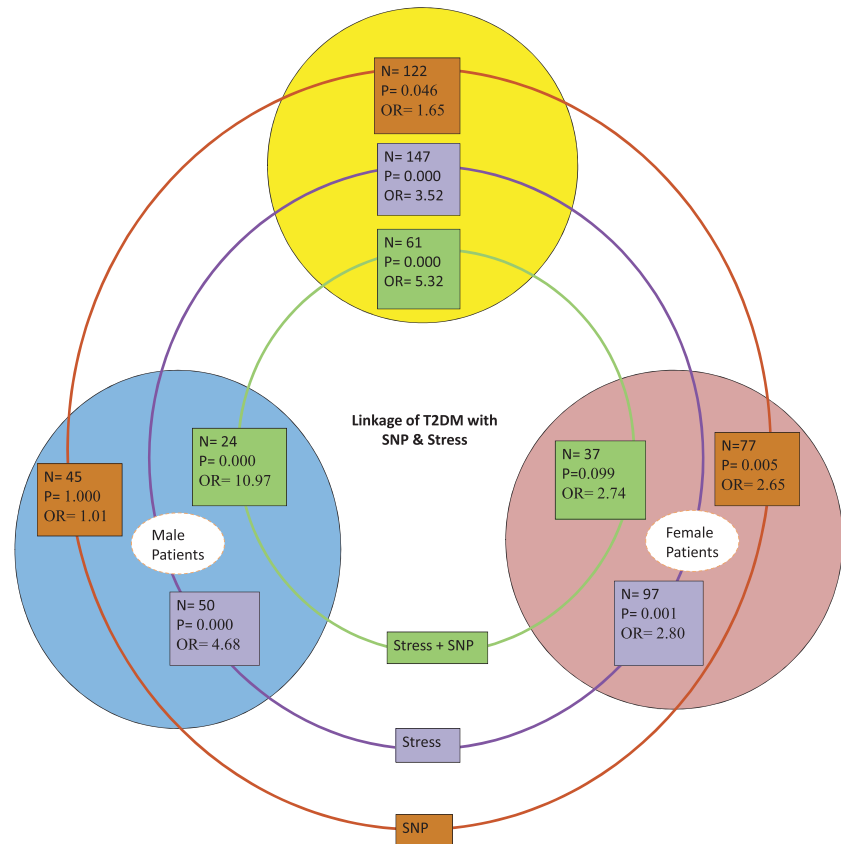 N= 122
P= 0.046
OR= 1.65
N= 147
P= 0.000
OR= 3.52
N= 61
P= 0.000
OR= 5.32
Linkage of T2DM with
SNP & Stress
N= 24
P= 0.000
OR= 10.97
N= 45
P= 1.000
OR= 1.01
Male
Patients
N= 50
P= 0.000
OR= 4.68
N= 37
P=0.099
OR= 2.74
N=77
P= 0.005
OR= 2.65
Female
Patients
N= 97
P= 0.001
OR= 2.80
Stress + SNP
Stress
SNP